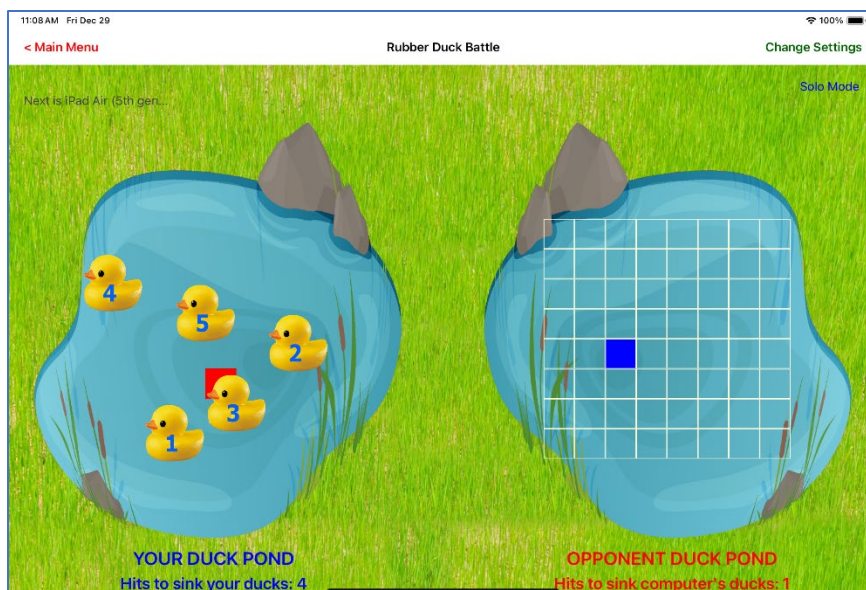 11:08 AM Fri Dec 29
100%
< Main Menu
Rubber Duck Battle
Change Settings
Solo Mode
Next is iPad Air (5th gen...
4
5
2
3
1
YOUR DUCK POND
OPPONENT DUCK POND
Hits to sink your ducks: 4
Hits to sink computer's ducks: 1